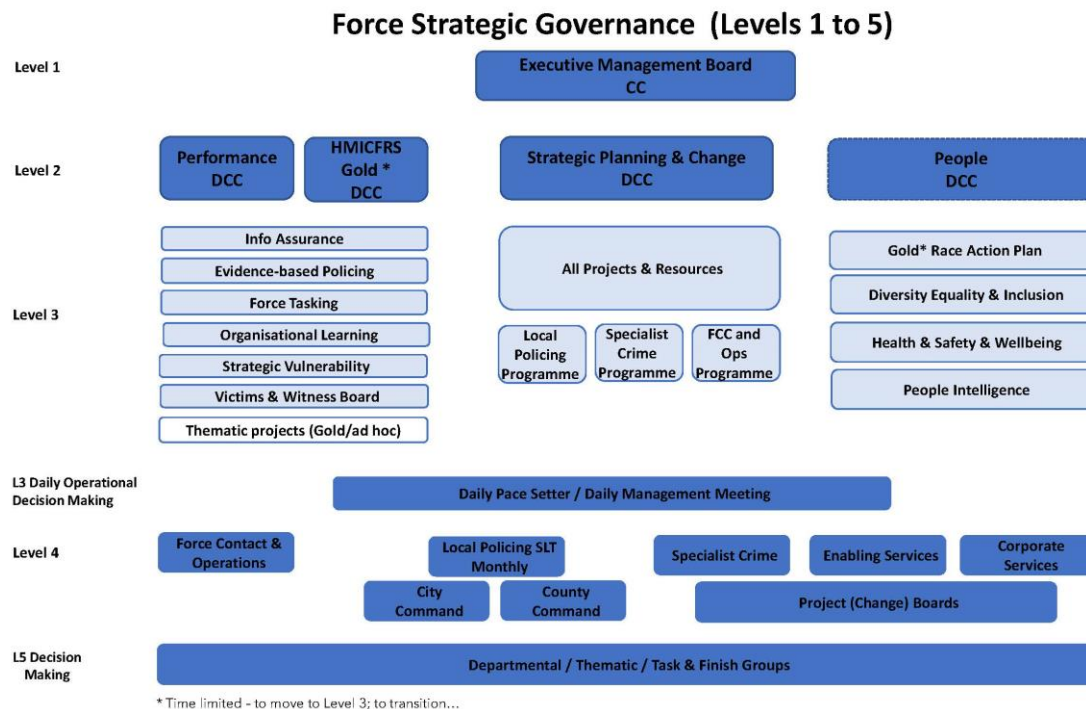 Force Strategic Governance (Levels 1 to 5)
Level 1
Executive Management Board
CC
Level 2
Performance
DCC
HMICFRS
Gold *
DCC
Strategic Planning & Change
DCC
People
DCC
Level 3
Info Assurance
Evidence-based Policing
Force Tasking
Organisational Learning
Strategic Vulnerability
Victims & Witness Board
Thematic projects (Gold/ad hoc)
All Projects & Resources
Local
Policing
Programme
Specialist
Crime
Programme
FCC and
Ops
Programme
Gold* Race Action Plan
Diversity Equality & Inclusion
Health & Safety & Wellbeing
People Intelligence
L3 Daily Operational
Decision Making
Daily Pace Setter / Daily Management Meeting
Level 4
Force Contact &
Operations
Local Policing SLT
Monthly
Specialist Crime
Enabling Services
Corporate
Services
City
Command
County
Command
Project (Change) Boards
L5 Decision
Making
Departmental / Thematic / Task & Finish Groups
* Time limited - to move to Level 3; to transition...